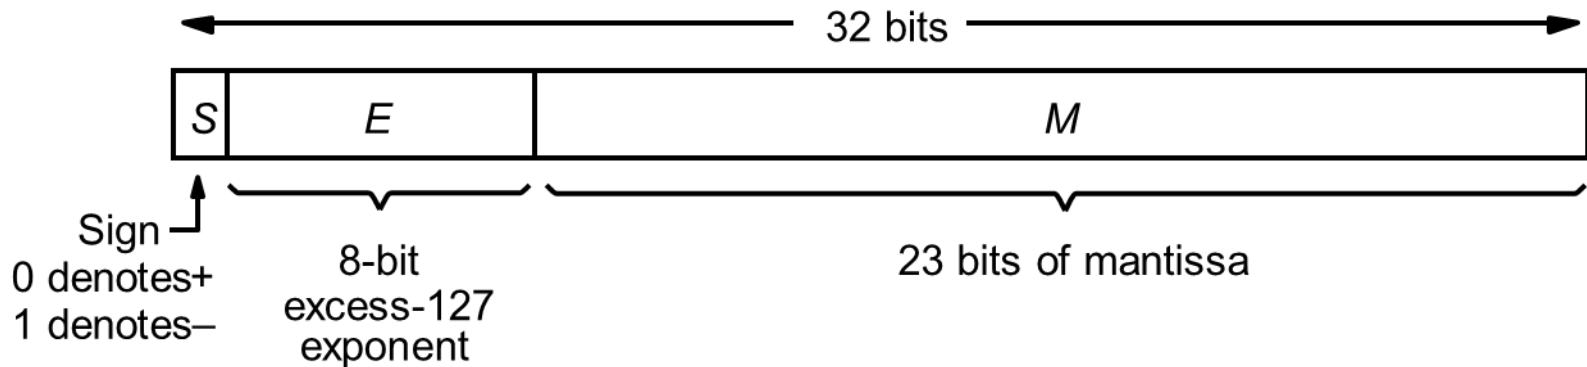 32 bits
S E M
Sign
0 denotes+
1 denotes–
8-bit
excess-127
exponent
23 bits of mantissa